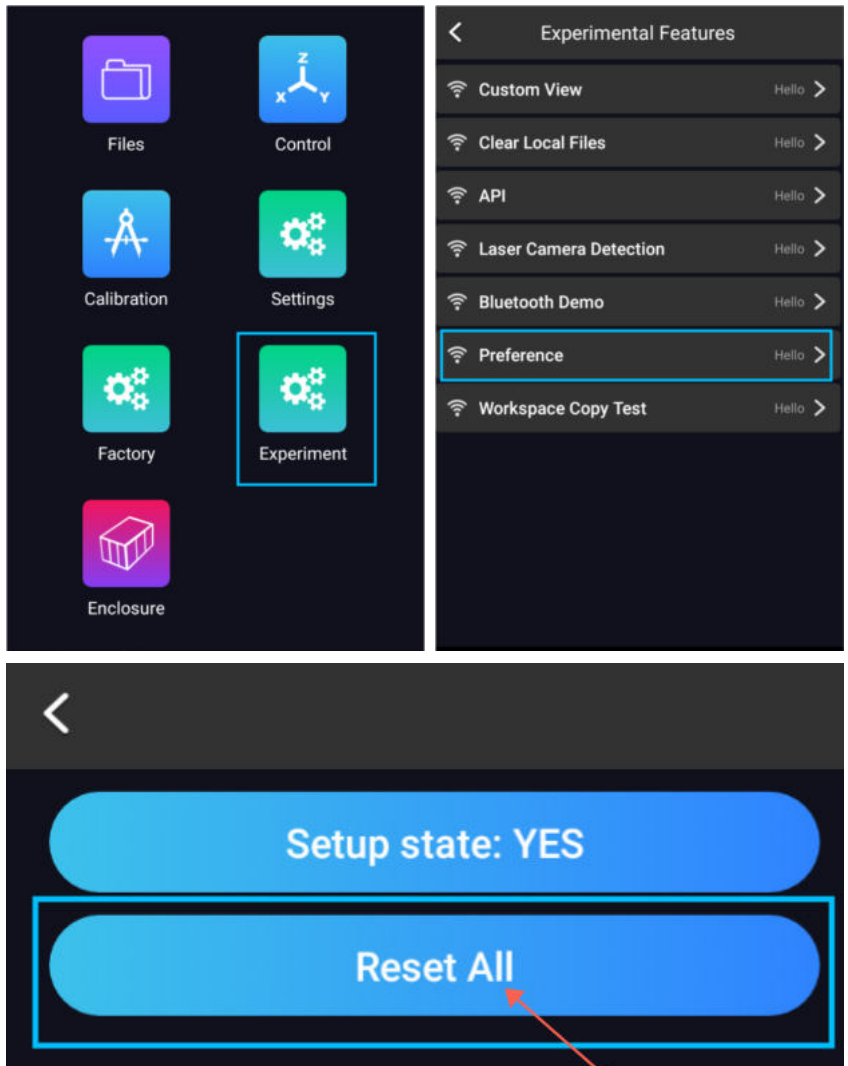 Files
Z
X Y
Control
Calibration
Settings
Factory
Experiment
Enclosure
Experimental Features
Custom View Hello
Clear Local Files Hello
API Hello
Laser Camera Detection Hello
Bluetooth Demo Hello
Preference Hello
Workspace Copy Test Hello
Setup state: YES
Reset All